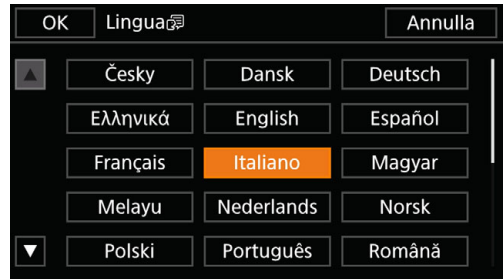 OK Lingua Annulla
Česky Dansk Deutsch
Ελληνικά English Español
Français Italiano Magyar
Melayu Nederlands Norsk
Polski Português Română